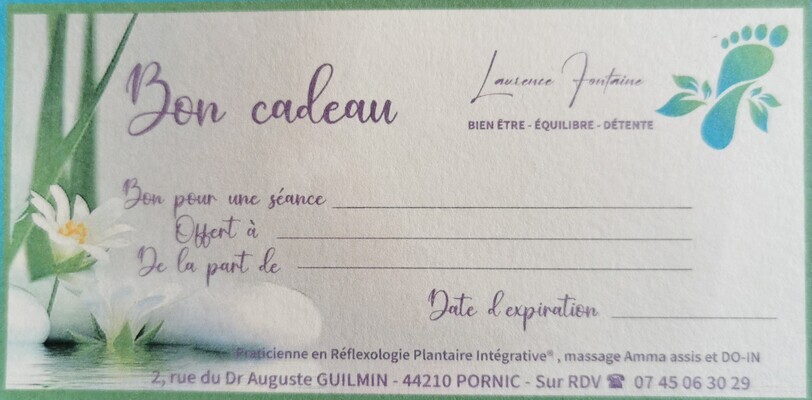 Bon cadeau
Laurence Fontaine
BIEN ÊTRE - ÉQUILIBRE - DÉTENTE
Bon pour une séance
Offert à
De la part de
Date d'expiration
Praticienne en Réflexologie Plantaire Intégrative®, massage Amma assis et DO-iN
2, rue du Dr Auguste GUILMIN - 44210 PORNIC - Sur RDV ☎ 07 45 06 30 29